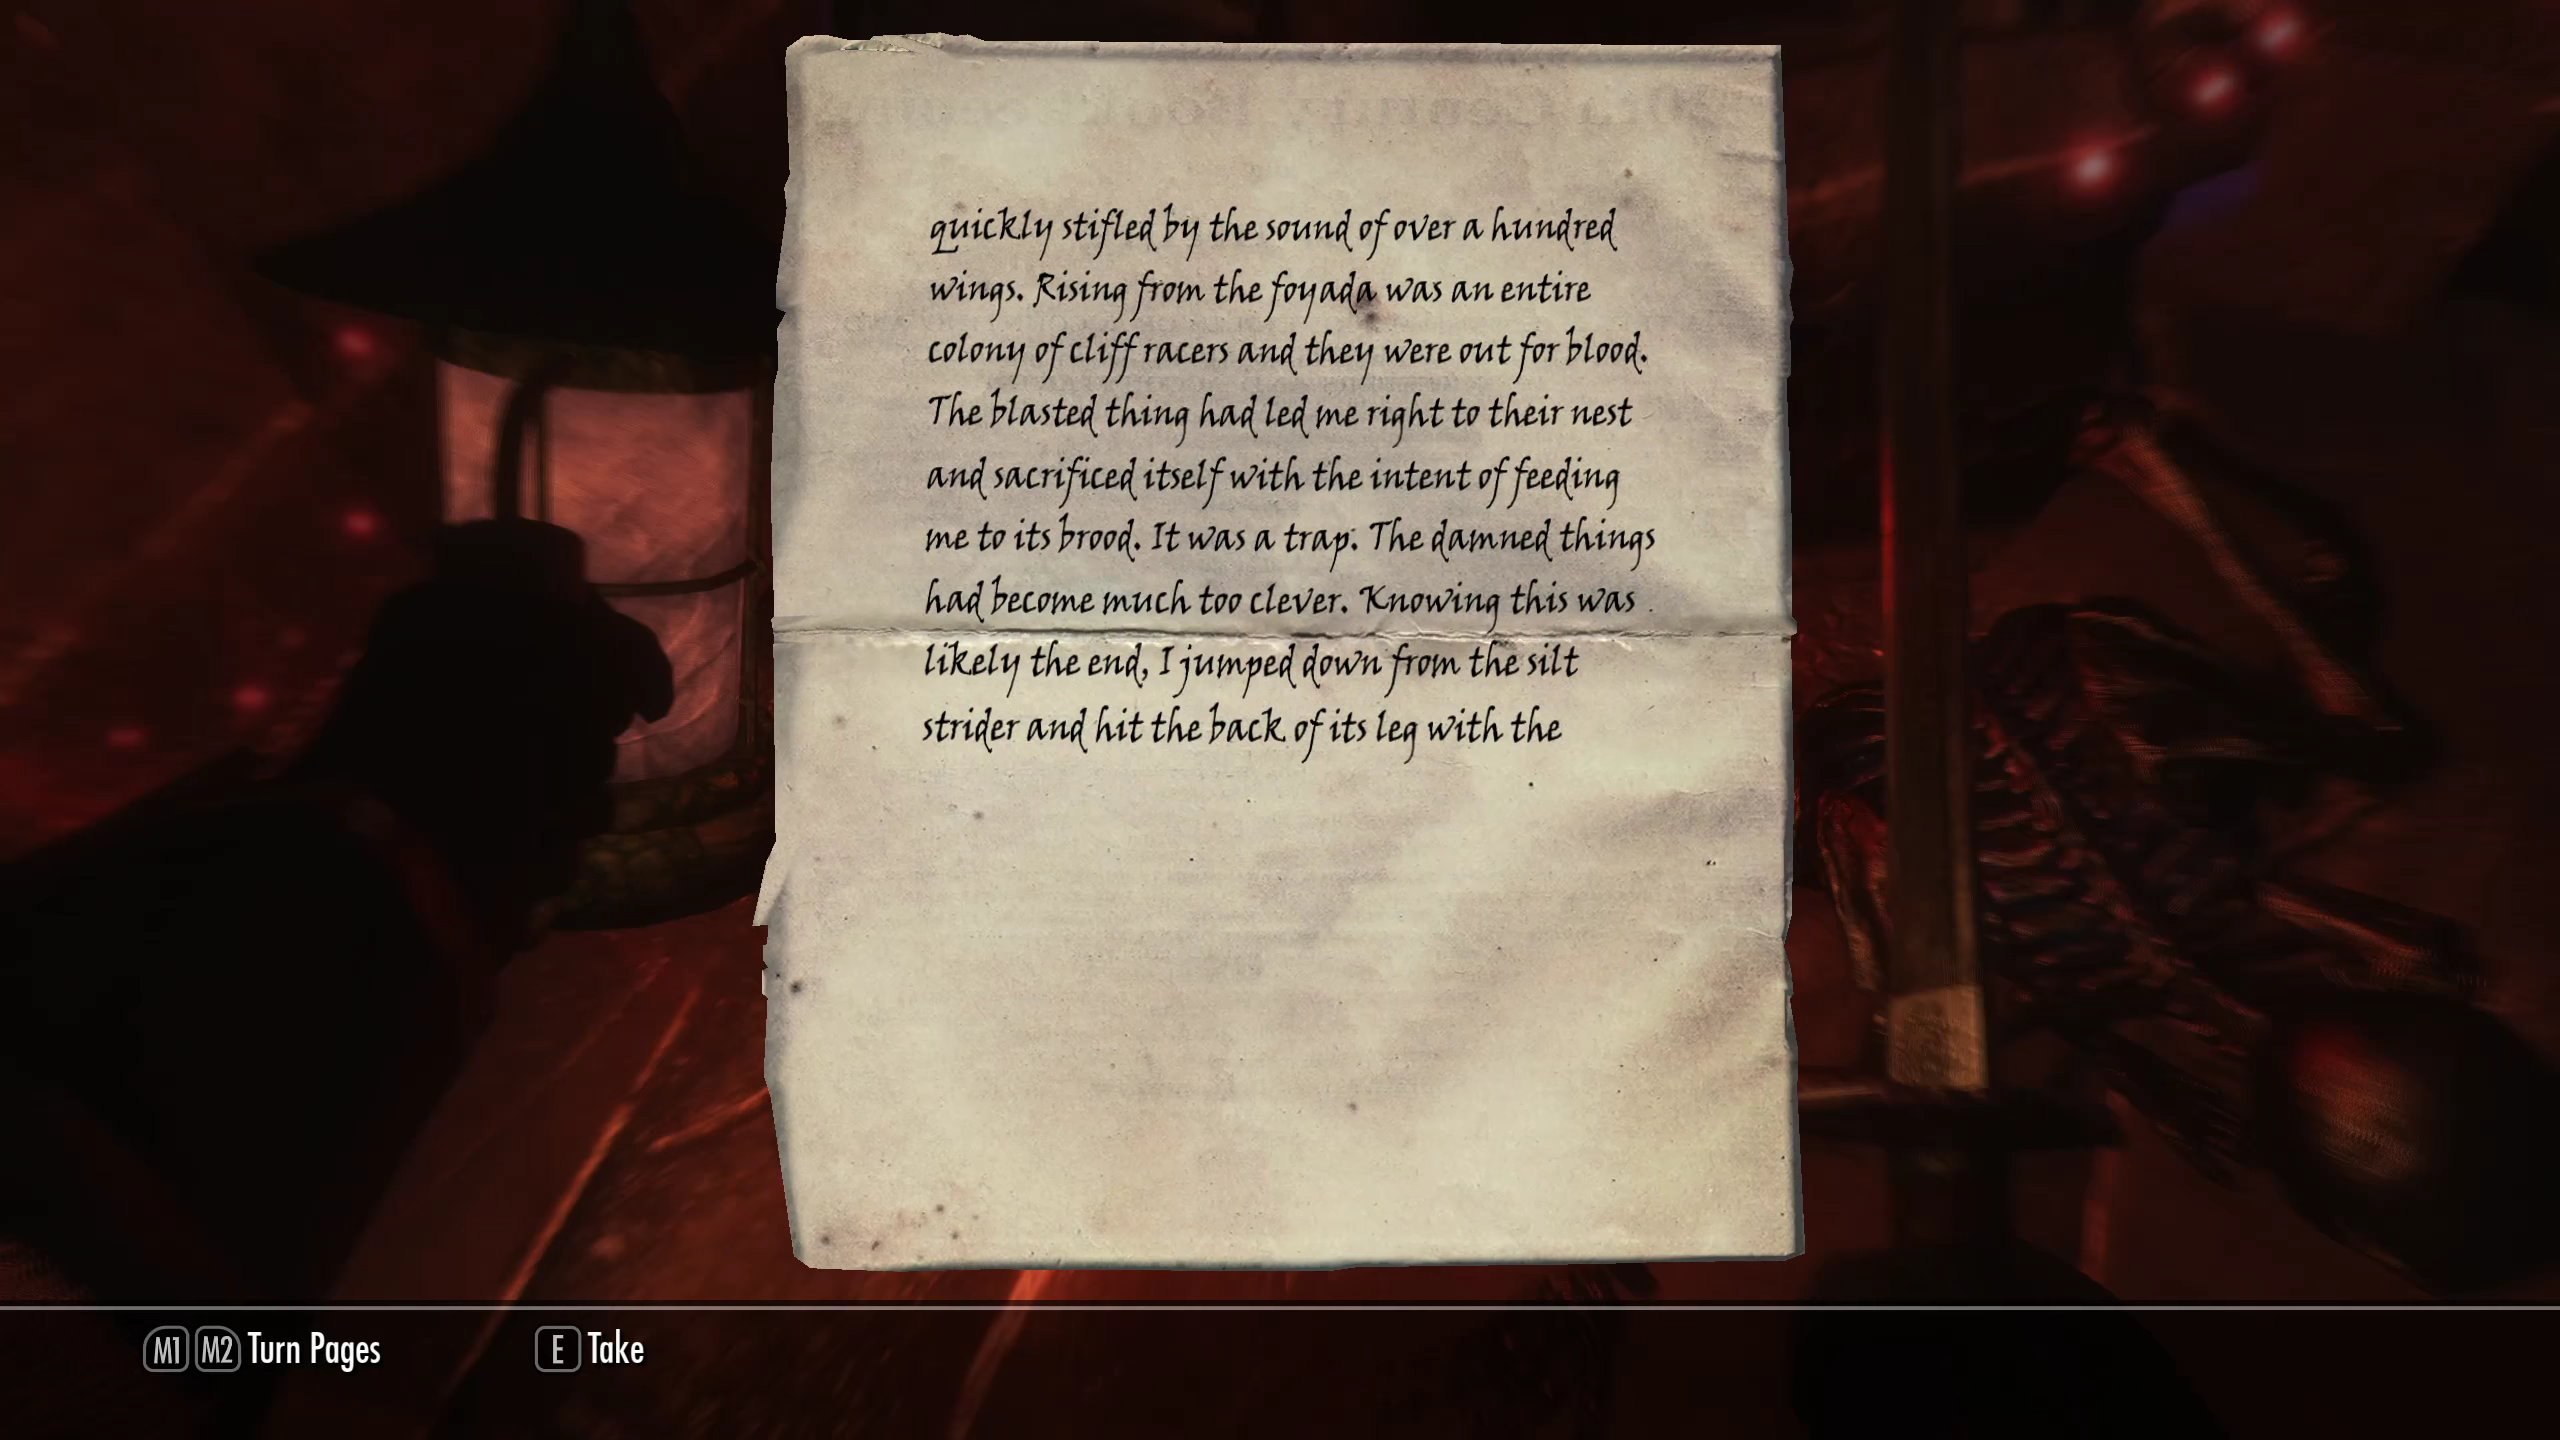 quickly stifled by the sound of over a hundred
wings. Rising from the foyada was an entire
colony of cliff racers and they were out for blood.
The blasted thing had led me right to their nest
and sacrificed itself with the intent of feeding
me to its brood. It was a trap. The damned things
had become much too clever. Knowing this was
likely the end, I jumped down from the silt
strider and hit the back of its leg with the
M1 M2 Turn Pages
E Take